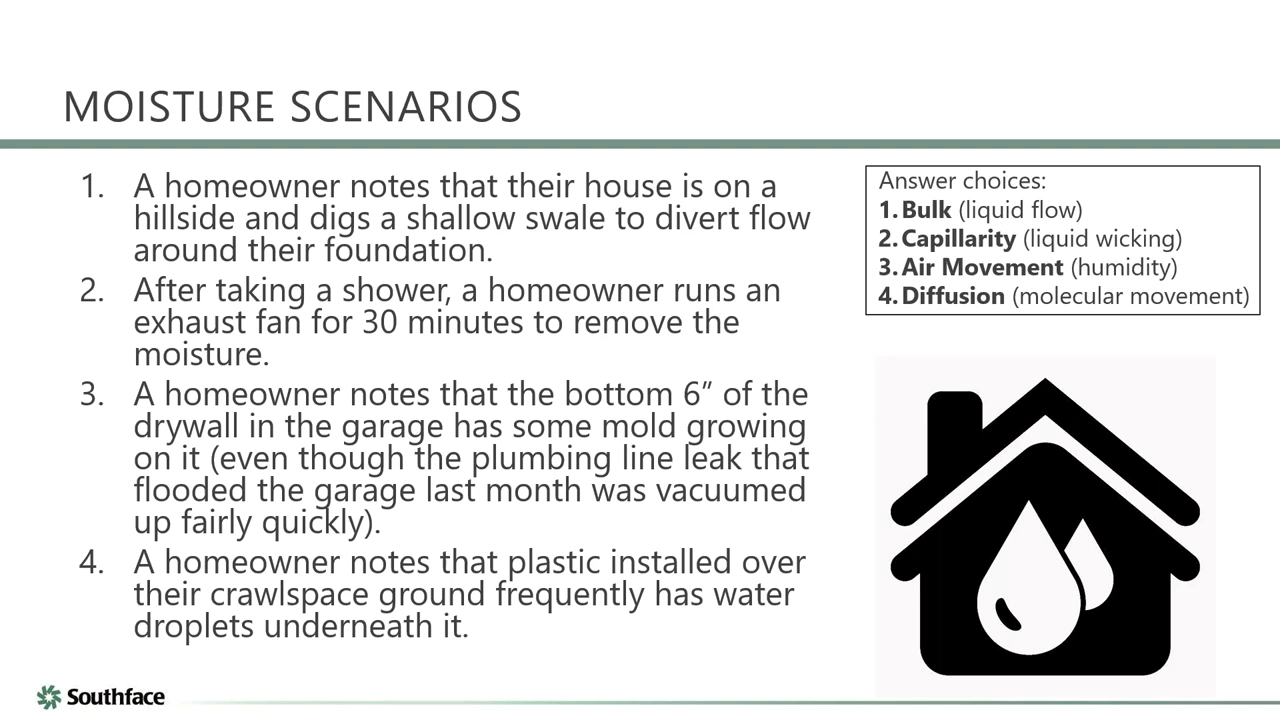 MOISTURE SCENARIOS
1. A homeowner notes that their house is on a
hillside and digs a shallow swale to divert flow
around their foundation.
2. After taking a shower, a homeowner runs an
exhaust fan for 30 minutes to remove the
moisture.
3. A homeowner notes that the bottom 6” of the
drywall in the garage has some mold growing
on it (even though the plumbing line leak that
flooded the garage last month was vacuumed
up fairly quickly).
4. A homeowner notes that plastic installed over
their crawlspace ground frequently has water
droplets underneath it.
Answer choices:
1. Bulk (liquid flow)
2. Capillarity (liquid wicking)
3. Air Movement (humidity)
4. Diffusion (molecular movement)
Southface